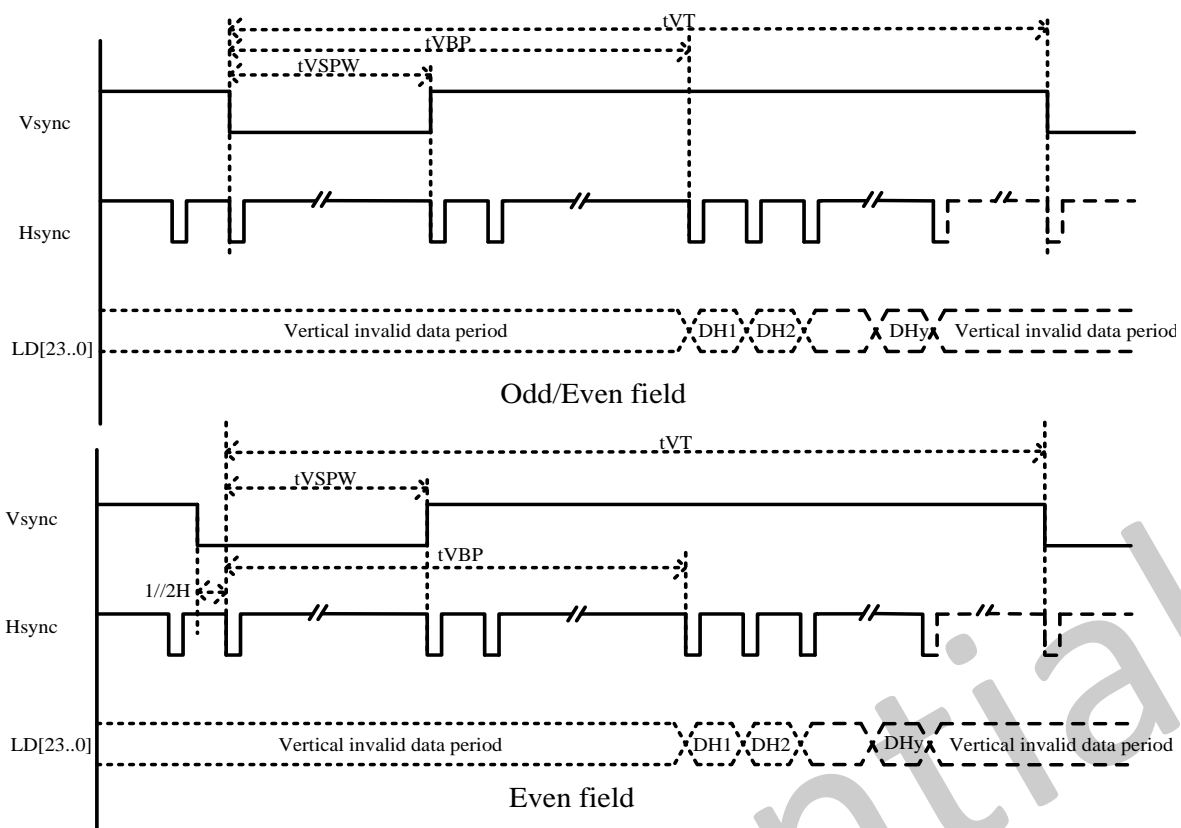 tVT
tVBP
tVSPW
Vsync
Hsync
Vertical invalid data period
DH1
DH2
DHy
Vertical invalid data period
LD[23..0]
Odd/Even field
tVT
tVSPW
Vsync
tVBP
1//2H
Hsync
LD[23..0]
Vertical invalid data period
DH1
DH2
DHy
Vertical invalid data period
Even field
ential